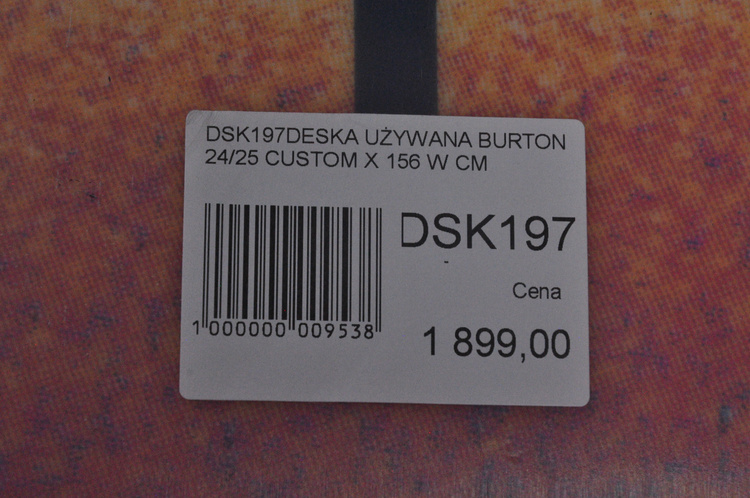 DSK197DESKA UŻYWANA BURTON
24/25 CUSTOM X 156 W CM
DSK197
-
Cena
1 899,00
1 000000 009538